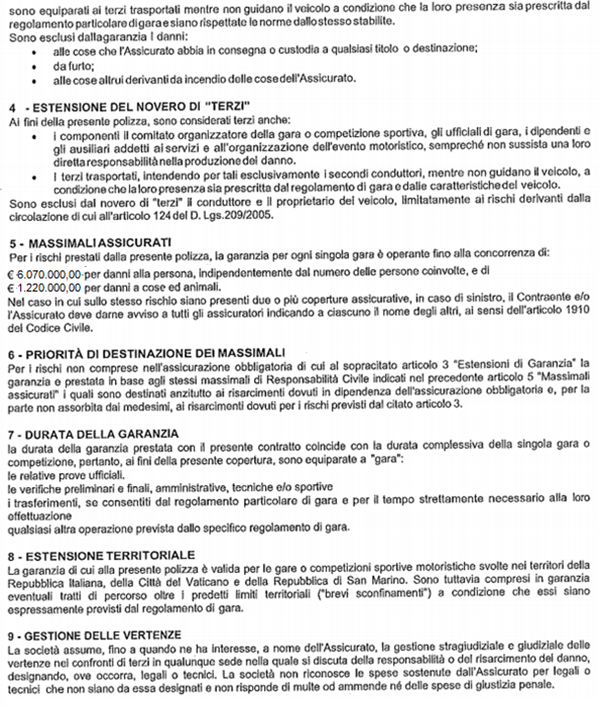 sono equiparati ai terzi trasportati mentre non guidano il veicolo a condizione che la loro presenza sia prescritta dal
regolamento particolare di gara e siano rispettate le norme dallo stesso stabilite.
Sono esclusi dalla garanzia I danni:
• alle cose che l'Assicurato abbia in consegna o custodia a qualsiasi titolo o destinazione;
• da furto;
• alle cose altrui derivanti da incendio delle cose dell'Assicurato.
4 - ESTENSIONE DEL NOVERO DI "TERZI"
Ai fini della presente polizza, sono considerati terzi anche:
• i componenti il comitato organizzatore della gara o competizione sportiva, gli ufficiali di gara, i dipendenti e
gli ausiliari addetti ai servizi e all'organizzazione dell'evento motoristico, sempreché non sussista una loro
diretta responsabilità nella produzione del danno.
• I terzi trasportati, intendendo per tali esclusivamente i secondi conduttori, mentre non guidano il veicolo, a
condizione che la loro presenza sia prescritta dal regolamento di gara e dalle caratteristiche del veicolo.
Sono esclusi dal novero di "terzi" il conduttore e il proprietario del veicolo, limitatamente ai rischi derivanti dalla
circolazione di cui all'articolo 124 del D. Lgs.209/2005.
5 - MASSIMALI ASSICURATI
Per i rischi prestati dalla presente polizza, la garanzia per ogni singola gara è operante fino alla concorrenza di:
€ 6.070.000,00 per danni alla persona, indipendentemente dal numero delle persone coinvolte, e di
€ 1.220.000,00 per danni a cose ed animali.
Nel caso in cui sullo stesso rischio siano presenti due o più coperture assicurative, in caso di sinistro, il Contraente e/o
l'Assicurato deve darne avviso a tutti gli assicuratori indicando a ciascuno il nome degli altri, ai sensi dell'articolo 1910
del Codice Civile.
6 - PRIORITÀ DI DESTINAZIONE DEI MASSIMALI
Per i rischi non comprese nell'assicurazione obbligatoria di cui al sopracitato articolo 3 "Estensioni di Garanzia" la
garanzia e prestata in base agli stessi massimali di Responsabilità Civile indicati nel precedente articolo 5 "Massimali
assicurati" i quali sono destinati anzitutto ai risarcimenti dovuti in dipendenza dell'assicurazione obbligatoria e, per la
parte non assorbita dai medesimi, ai risarcimenti dovuti per i rischi previsti dal citato articolo 3.
7 - DURATA DELLA GARANZIA
la durata della garanzia prestata con il presente contratto coincide con la durata complessiva della singola gara o
competizione, pertanto, ai fini della presente copertura, sono equiparate a "gara":
le relative prove ufficiali.
le verifiche preliminari e finali, amministrative, tecniche e/o sportive
i trasferimenti, se consentiti dal regolamento particolare di gara e per il tempo strettamente necessario alla loro
effettuazione
qualsiasi altra operazione prevista dallo specifico regolamento di gara.
8 - ESTENSIONE TERRITORIALE
La garanzia di cui alla presente polizza è valida per le gare o competizioni sportive motoristiche svolte nei territori della
Repubblica Italiana, della Città del Vaticano e della Repubblica di San Marino. Sono tuttavia compresi in garanzia
eventuali tratti di percorso oltre i predetti limiti territoriali ("brevi sconfinamenti") a condizione che essi siano
espressamente previsti dal regolamento di gara.
9 - GESTIONE DELLE VERTENZE
La società assume, fino a quando ne ha interesse, a nome dell'Assicurato, la gestione stragiudiziale e giudiziale delle
vertenze nei confronti di terzi in qualunque sede nella quale si discuta della responsabilità o del risarcimento del danno,
designando, ove occorra, legali o tecnici. La società non riconosce le spese sostenute dall'Assicurato per legali o
tecnici che non siano da essa designati e non risponde di multe od ammende né delle spese di giustizia penale.